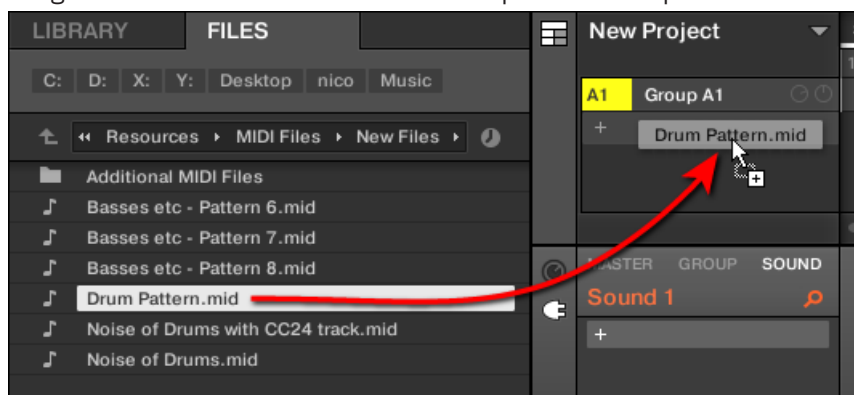 LIBRARY FILES
C: D: X: Y: Desktop nico Music
Resources MIDI Files New Files
Additional MIDI Files
Basses etc - Pattern 6.mid
Basses etc - Pattern 7.mid
Basses etc - Pattern 8.mid
Drum Pattern.mid
Noise of Drums with CC24 track.mid
Noise of Drums.mid
New Project
A1 Group A1
+ Drum Pattern.mid
MASTER GROUP SOUND
Sound 1
+